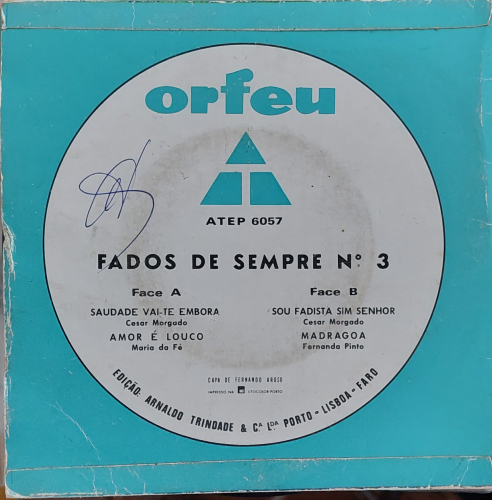 orfeu
ATEP 6057
FADOS DE SEMPRE Nº 3
Face A
SAUDADE VAI-TE EMBORA
Cesar Morgado
AMOR É LOUCO
Maria da Fé
Face B
SOU FADISTA SIM SENHOR
Cesar Morgado
MADRAGOA
Fernanda Pinto
CAPA DE FERNANDO AROSO
IMPRESSO NA
EDIÇÃO: ARNALDO TRINDADE & Cª Lᴰᴬ PORTO - LISBOA - FARO